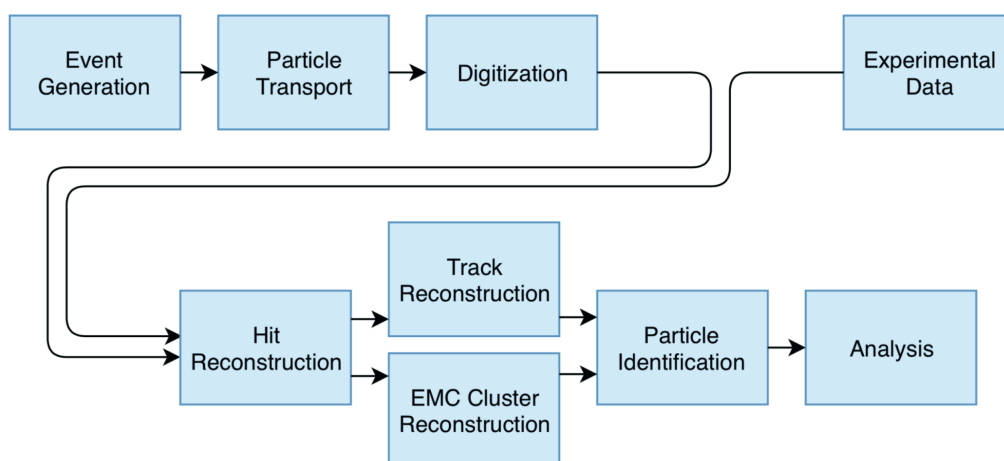 Event
Generation
Particle
Transport
Digitization
Experimental
Data
Track
Reconstruction
Hit
Reconstruction
EMC Cluster
Reconstruction
Particle
Identification
Analysis